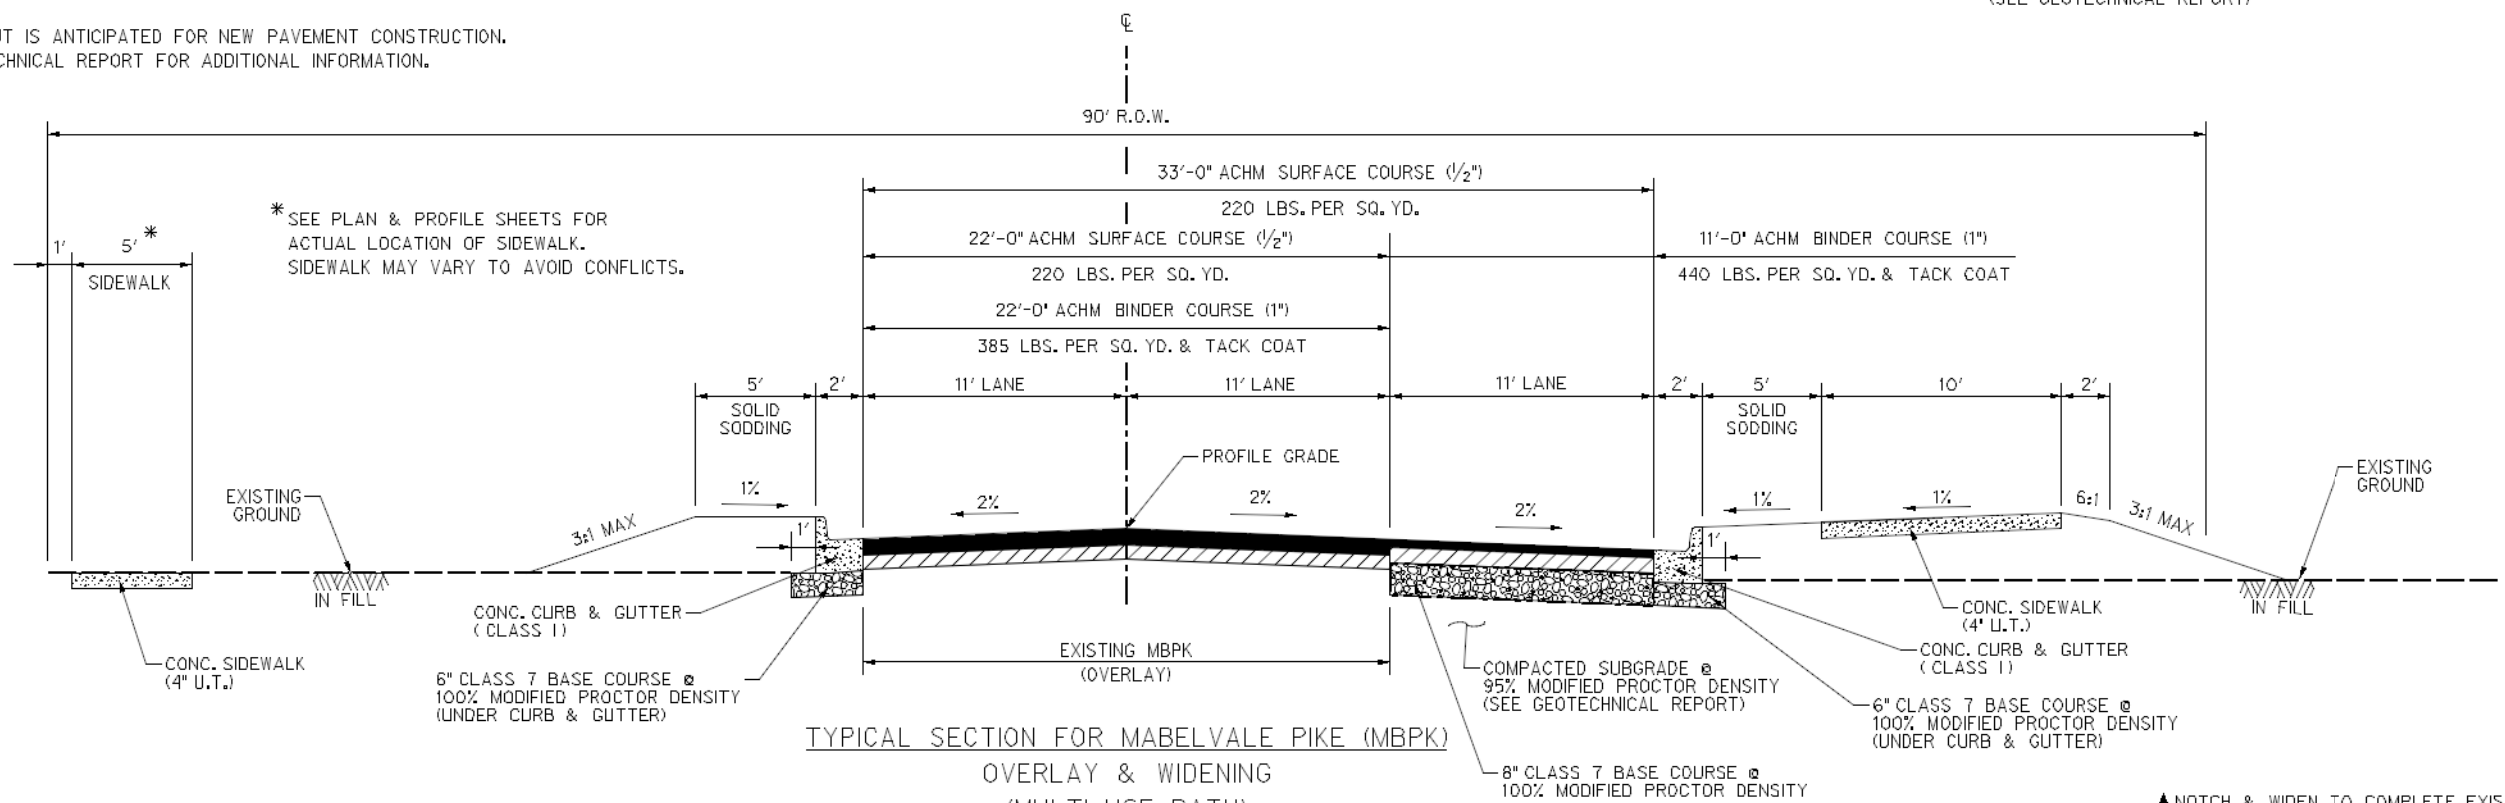 (SEE GEOTECHNICAL REPORT)
UT IS ANTICIPATED FOR NEW PAVEMENT CONSTRUCTION.
CHNICAL REPORT FOR ADDITIONAL INFORMATION.
℄
90' R.O.W.
33'-0" ACHM SURFACE COURSE (1/2")
220 LBS. PER SQ. YD.
* SEE PLAN & PROFILE SHEETS FOR
ACTUAL LOCATION OF SIDEWALK.
SIDEWALK MAY VARY TO AVOID CONFLICTS.
1' 5' *
SIDEWALK
22'-0" ACHM SURFACE COURSE (1/2")
220 LBS. PER SQ. YD.
11'-0" ACHM BINDER COURSE (1")
440 LBS. PER SQ. YD. & TACK COAT
22'-0" ACHM BINDER COURSE (1")
385 LBS. PER SQ. YD. & TACK COAT
5' 2' 11' LANE 11' LANE 11' LANE 2' 5' 10' 2'
SOLID
SODDING
SOLID
SODDING
PROFILE GRADE
EXISTING
GROUND
EXISTING
GROUND
3:1 MAX
1%
1'
2%
2%
2%
1'
1%
1%
6:1
3:1 MAX
IN FILL
IN FILL
CONC. SIDEWALK
(4" U.T.)
CONC. CURB & GUTTER
( CLASS 1)
6" CLASS 7 BASE COURSE @
100% MODIFIED PROCTOR DENSITY
(UNDER CURB & GUTTER)
EXISTING MBPK
(OVERLAY)
COMPACTED SUBGRADE @
95% MODIFIED PROCTOR DENSITY
(SEE GEOTECHNICAL REPORT)
CONC. SIDEWALK
(4" U.T.)
CONC. CURB & GUTTER
( CLASS 1)
6" CLASS 7 BASE COURSE @
100% MODIFIED PROCTOR DENSITY
(UNDER CURB & GUTTER)
8" CLASS 7 BASE COURSE @
100% MODIFIED PROCTOR DENSITY
TYPICAL SECTION FOR MABELVALE PIKE (MBPK)
OVERLAY & WIDENING
(MULTI-USE PATH)
▲ NOTCH & WIDEN TO COMPLETE EXIS